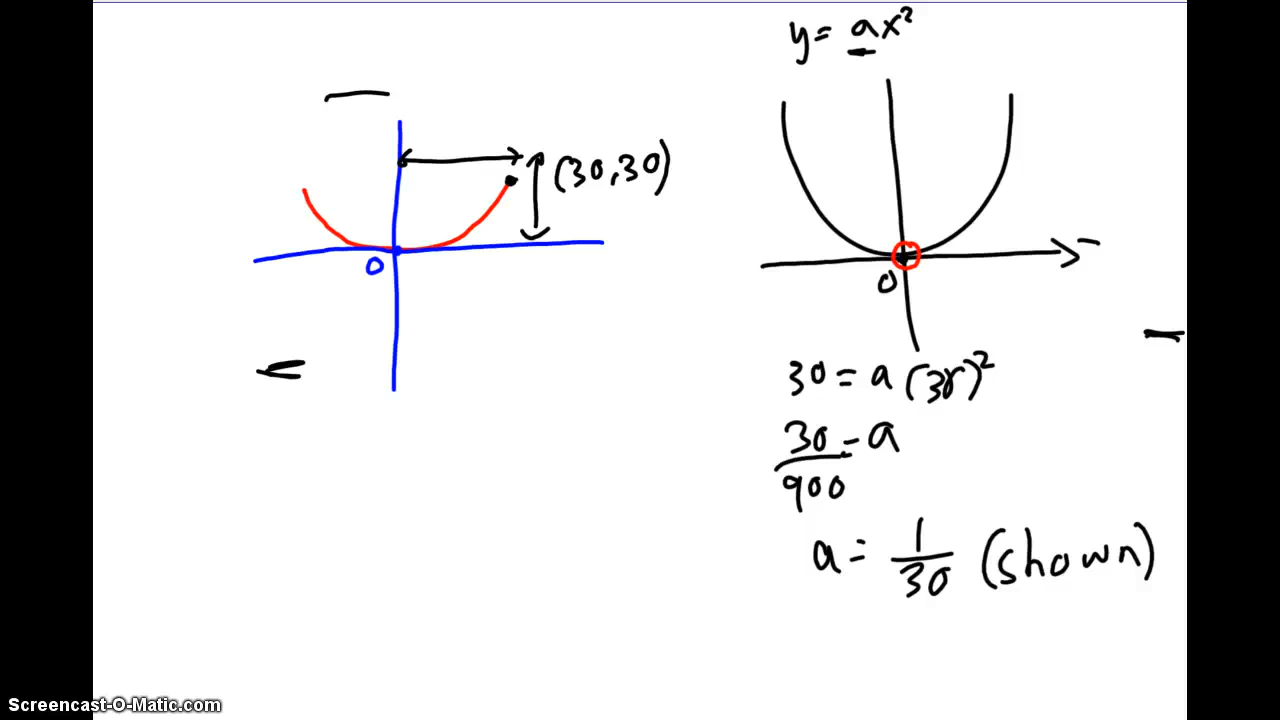 y = ax²
(30,30)
0
0
30 = a (30)²
30/900 = a
a = 1/30 (shown)
Screencast-O-Matic.com